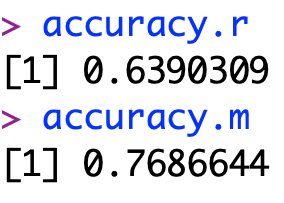 > accuracy.r
[1] 0.6390309
> accuracy.m
[1] 0.7686644